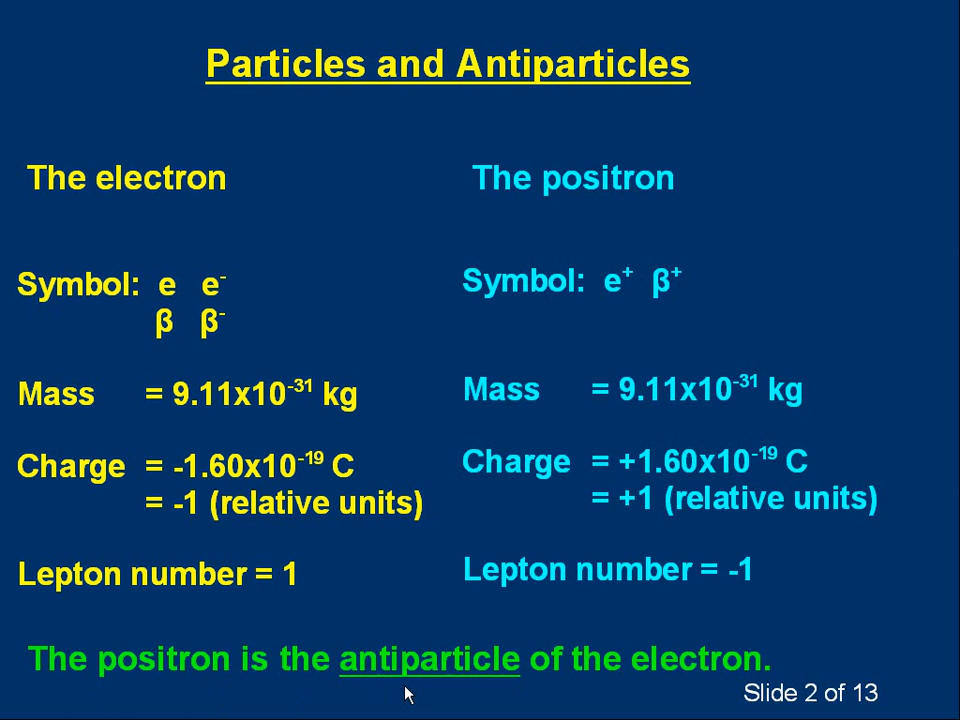 Particles and Antiparticles
The electron
Symbol: e e⁻
β β⁻
Mass = 9.11x10⁻³¹ kg
Charge = -1.60x10⁻¹⁹ C
= -1 (relative units)
Lepton number = 1
The positron
Symbol: e⁺ β⁺
Mass = 9.11x10⁻³¹ kg
Charge = +1.60x10⁻¹⁹ C
= +1 (relative units)
Lepton number = -1
The positron is the antiparticle of the electron.
Slide 2 of 13